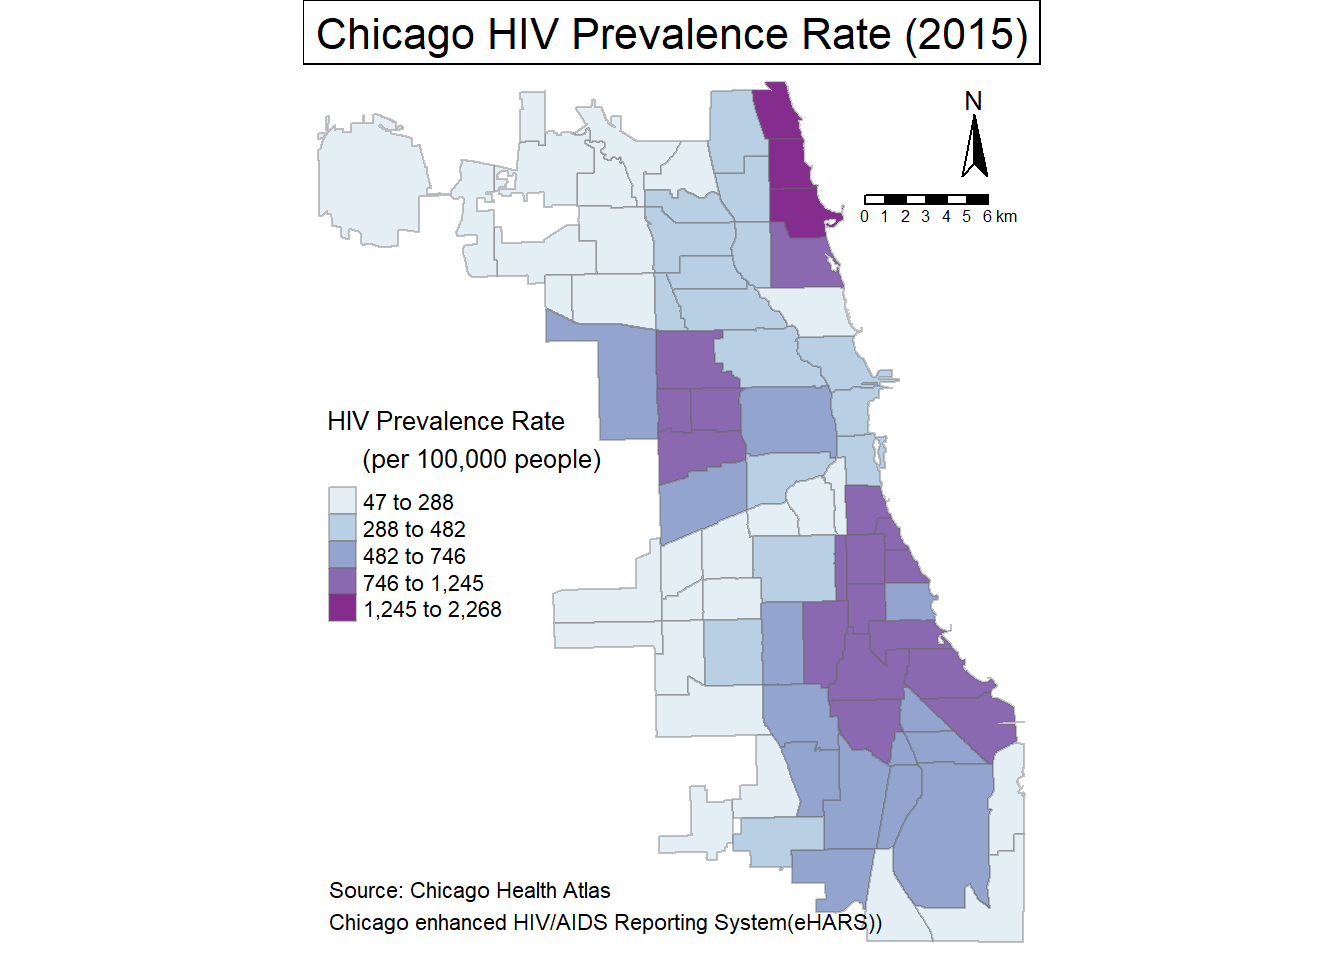 Chicago HIV Prevalence Rate (2015)
N
0 1 2 3 4 5 6 km
HIV Prevalence Rate
(per 100,000 people)
47 to 288
288 to 482
482 to 746
746 to 1,245
1,245 to 2,268
Source: Chicago Health Atlas
Chicago enhanced HIV/AIDS Reporting System(eHARS))